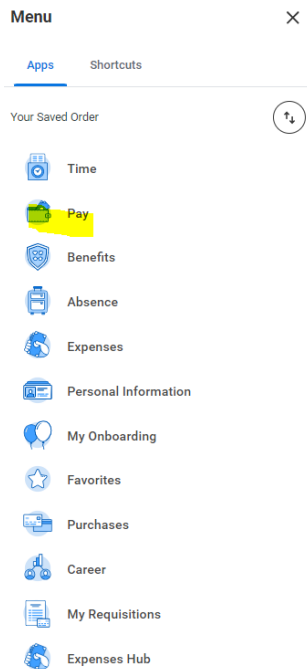 Menu
Apps Shortcuts
Your Saved Order
Time
Pay
Benefits
Absence
Expenses
Personal Information
My Onboarding
Favorites
Purchases
Career
My Requisitions
Expenses Hub